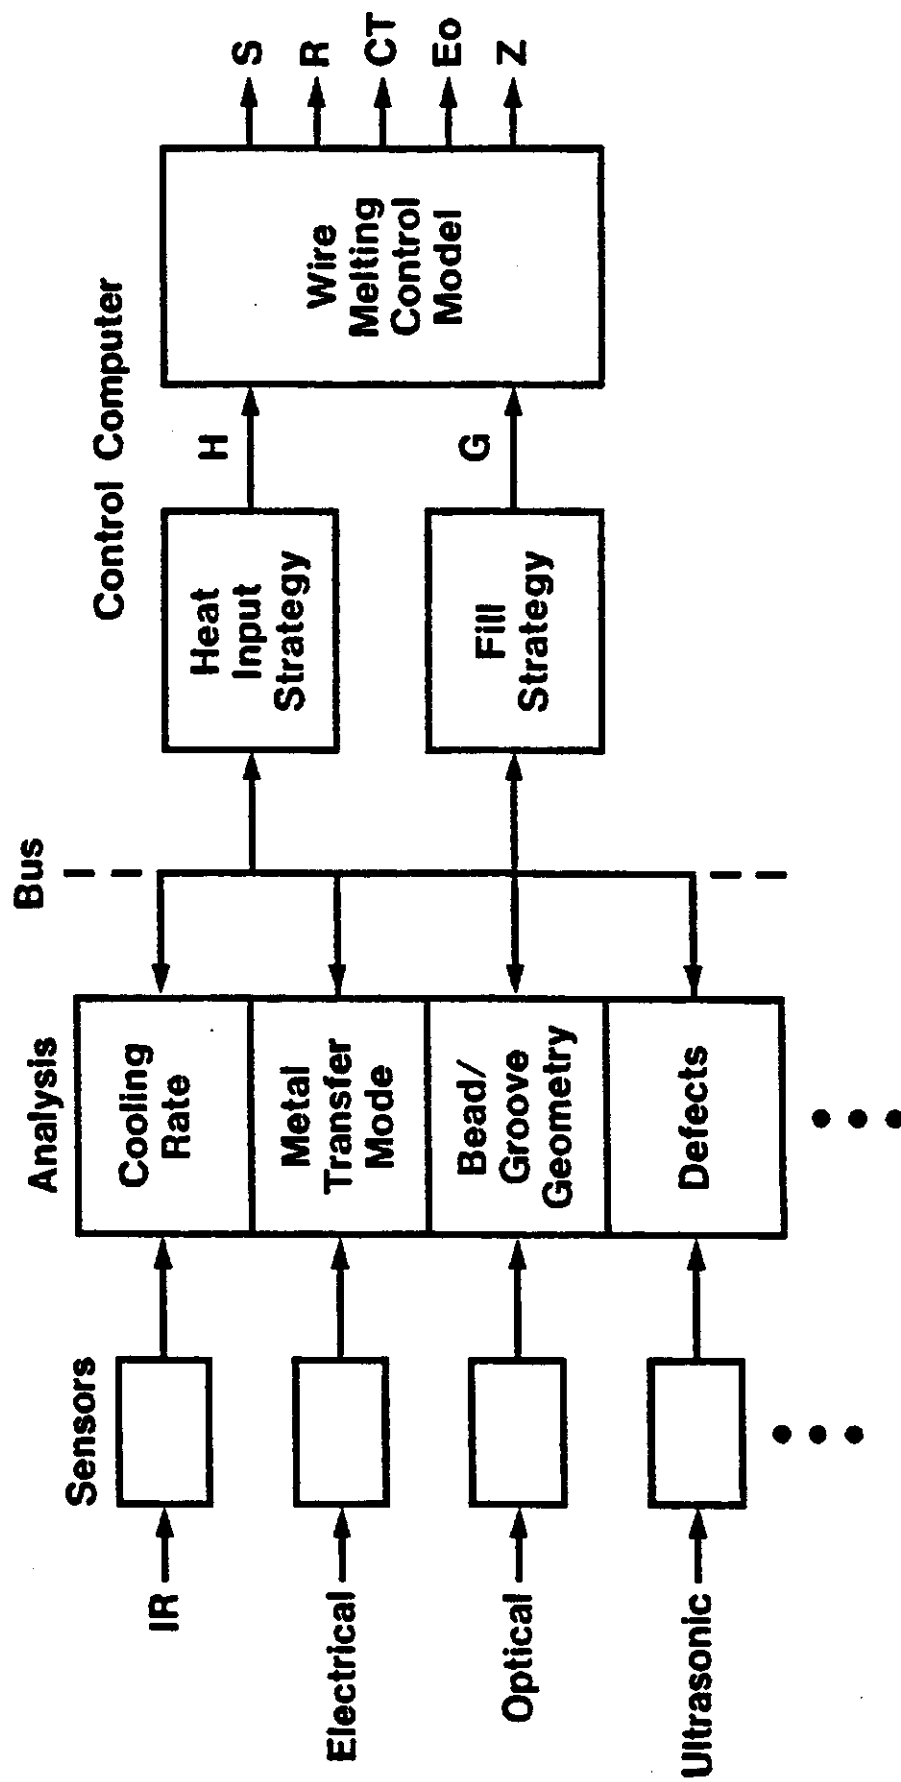 Sensors
Analysis
Bus
Control Computer
IR
Electrical
Optical
Ultrasonic
Cooling
Rate
Metal
Transfer
Mode
Bead/
Groove
Geometry
Defects
Heat
Input
Strategy
Fill
Strategy
H
G
Wire
Melting
Control
Model
S
R
CT
Eo
Z